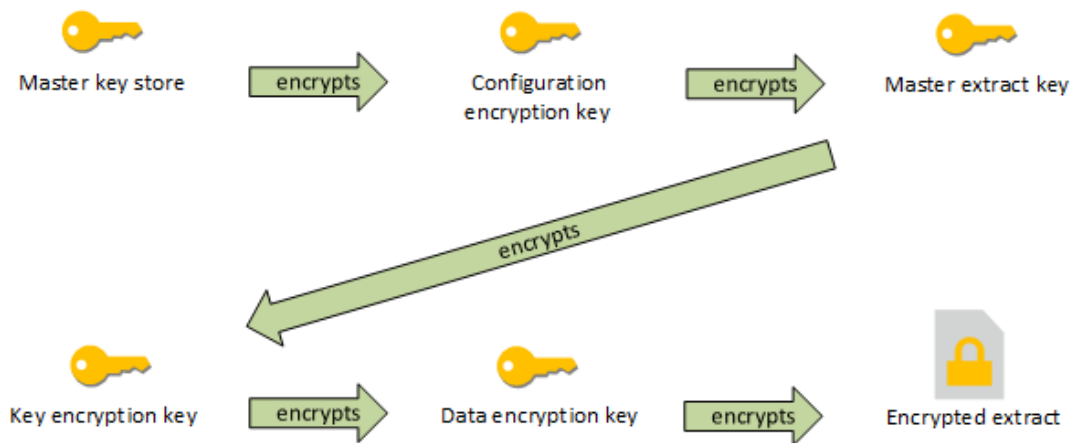 Master key store
encrypts
Configuration
encryption key
encrypts
Master extract key
encrypts
Key encryption key
encrypts
Data encryption key
encrypts
Encrypted extract